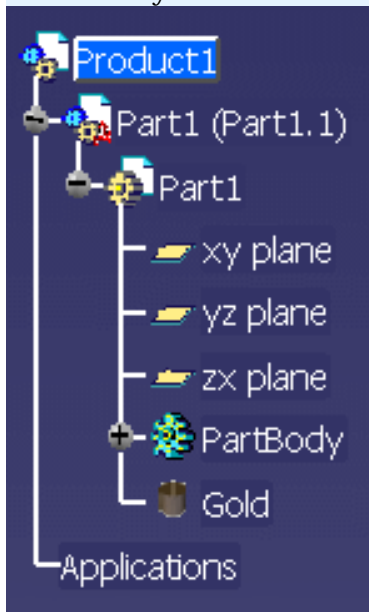 Product1
Part1 (Part1.1)
Part1
xy plane
yz plane
zx plane
PartBody
Gold
Applications